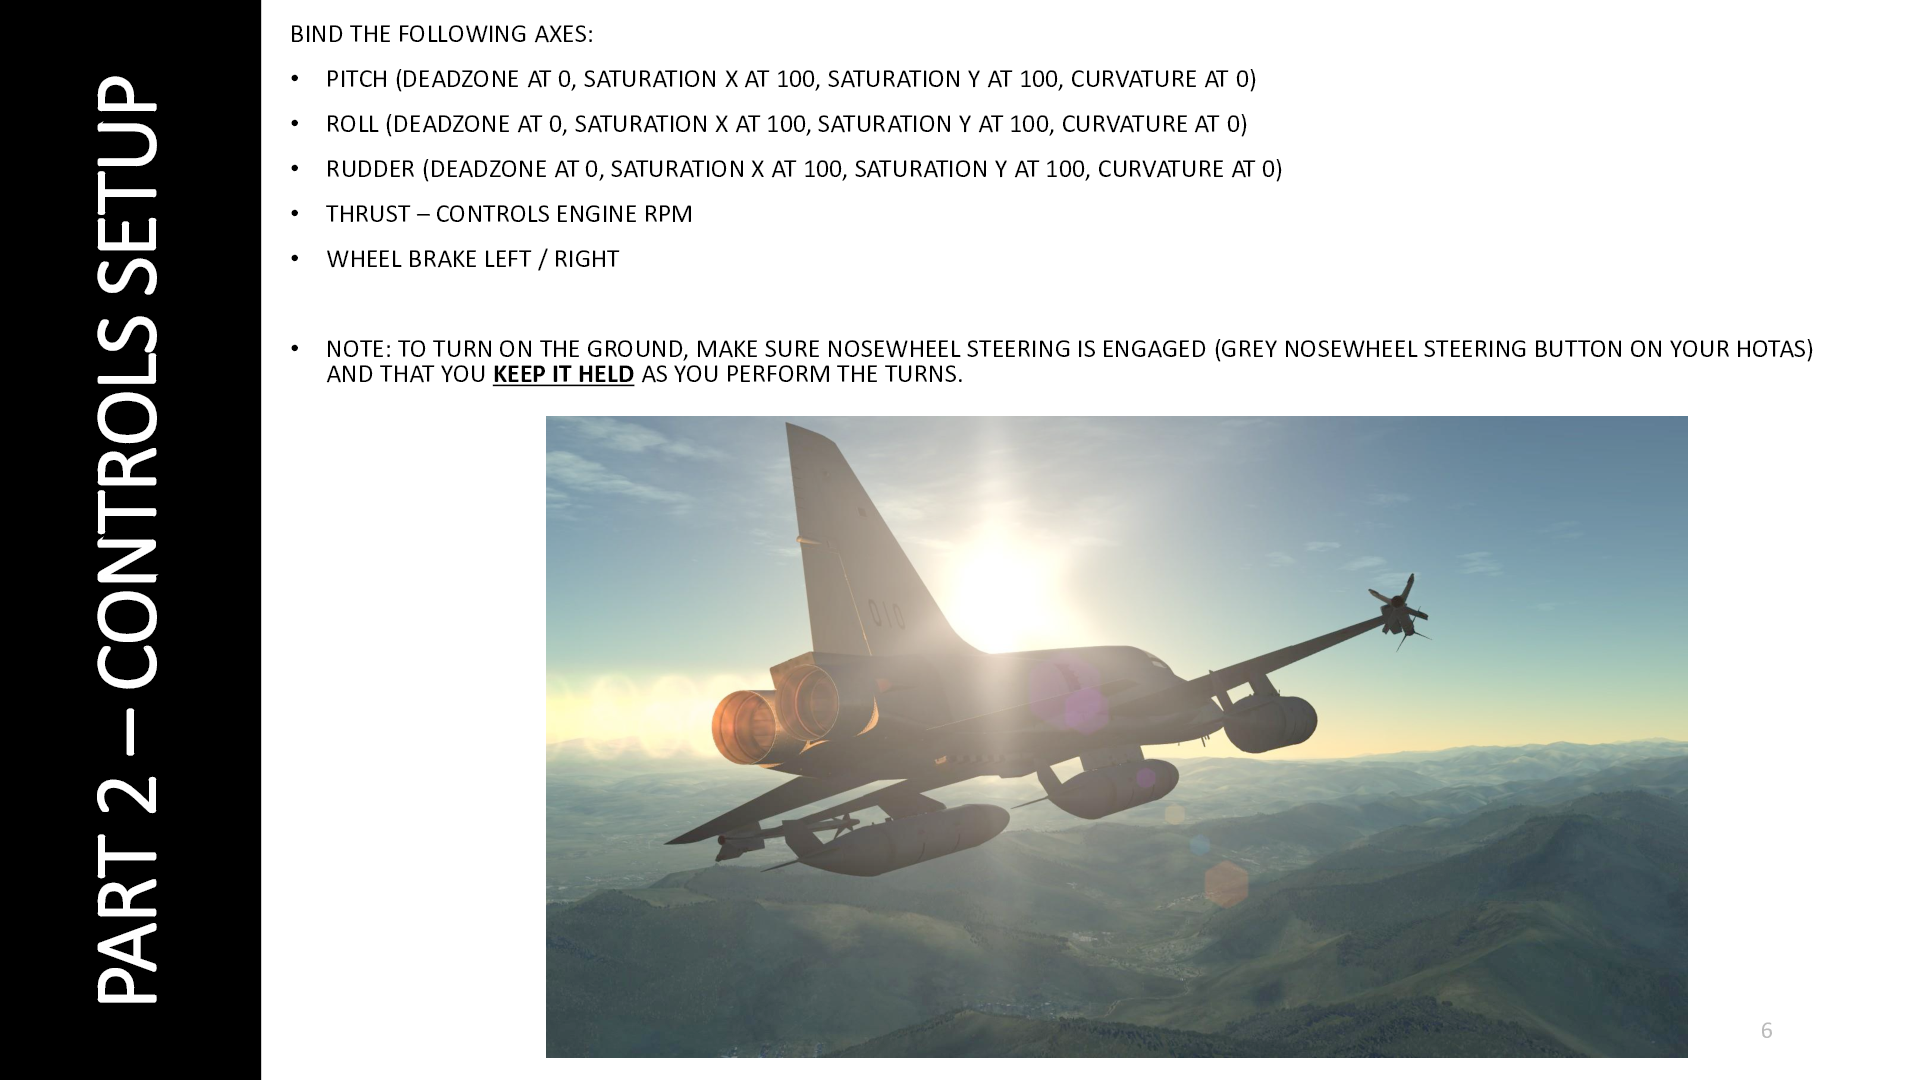 PART 2 – CONTROLS SETUP
BIND THE FOLLOWING AXES:
• PITCH (DEADZONE AT 0, SATURATION X AT 100, SATURATION Y AT 100, CURVATURE AT 0)
• ROLL (DEADZONE AT 0, SATURATION X AT 100, SATURATION Y AT 100, CURVATURE AT 0)
• RUDDER (DEADZONE AT 0, SATURATION X AT 100, SATURATION Y AT 100, CURVATURE AT 0)
• THRUST – CONTROLS ENGINE RPM
• WHEEL BRAKE LEFT / RIGHT
• NOTE: TO TURN ON THE GROUND, MAKE SURE NOSEWHEEL STEERING IS ENGAGED (GREY NOSEWHEEL STEERING BUTTON ON YOUR HOTAS)
AND THAT YOU KEEP IT HELD AS YOU PERFORM THE TURNS.
010
6